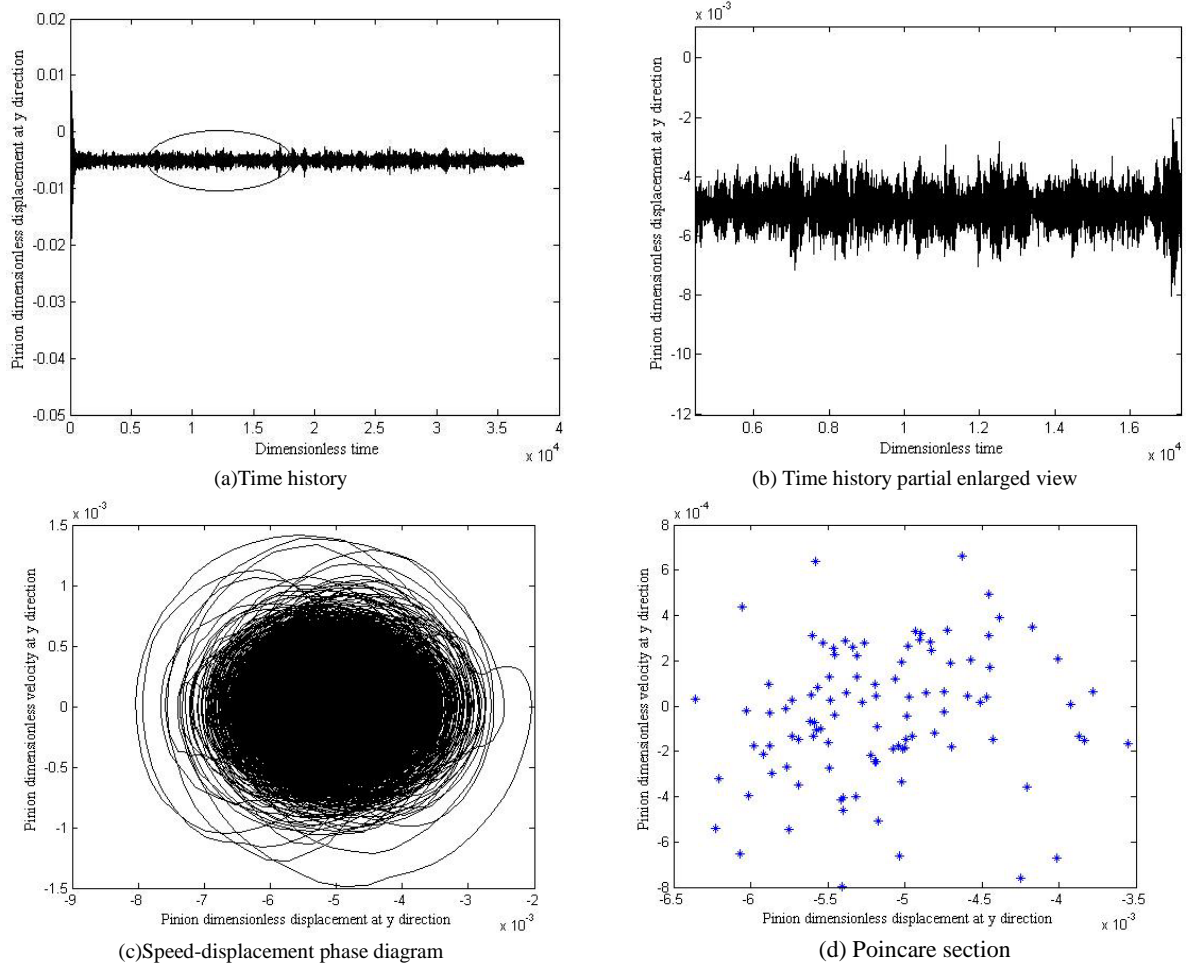 0.02
0.01
0
-0.01
-0.02
-0.03
-0.04
-0.05
Pinion dimensionless displacement at y direction
0 0.5 1 1.5 2 2.5 3 3.5 4
Dimensionless time
x 10^4
(a)Time history
x 10^-3
0
-2
-4
-6
-8
-10
-12
Pinion dimensionless displacement at y direction
0.6 0.8 1.0 1.2 1.4 1.6
Dimensionless time
x 10^4
(b) Time history partial enlarged view
x 10^-3
1.5
1
0.5
0
-0.5
-1
-1.5
Pinion dimensionless velocity at y direction
-9 -8 -7 -6 -5 -4 -3 -2
Pinion dimensionless displacement at y direction
x 10^-3
(c)Speed-displacement phase diagram
x 10^-4
8
6
4
2
0
-2
-4
-6
-8
Pinion dimensionless velocity at y direction
-6.5 -6 -5.5 -5 -4.5 -4 -3.5
Pinion dimensionless displacement at y direction
x 10^-3
(d) Poincare section